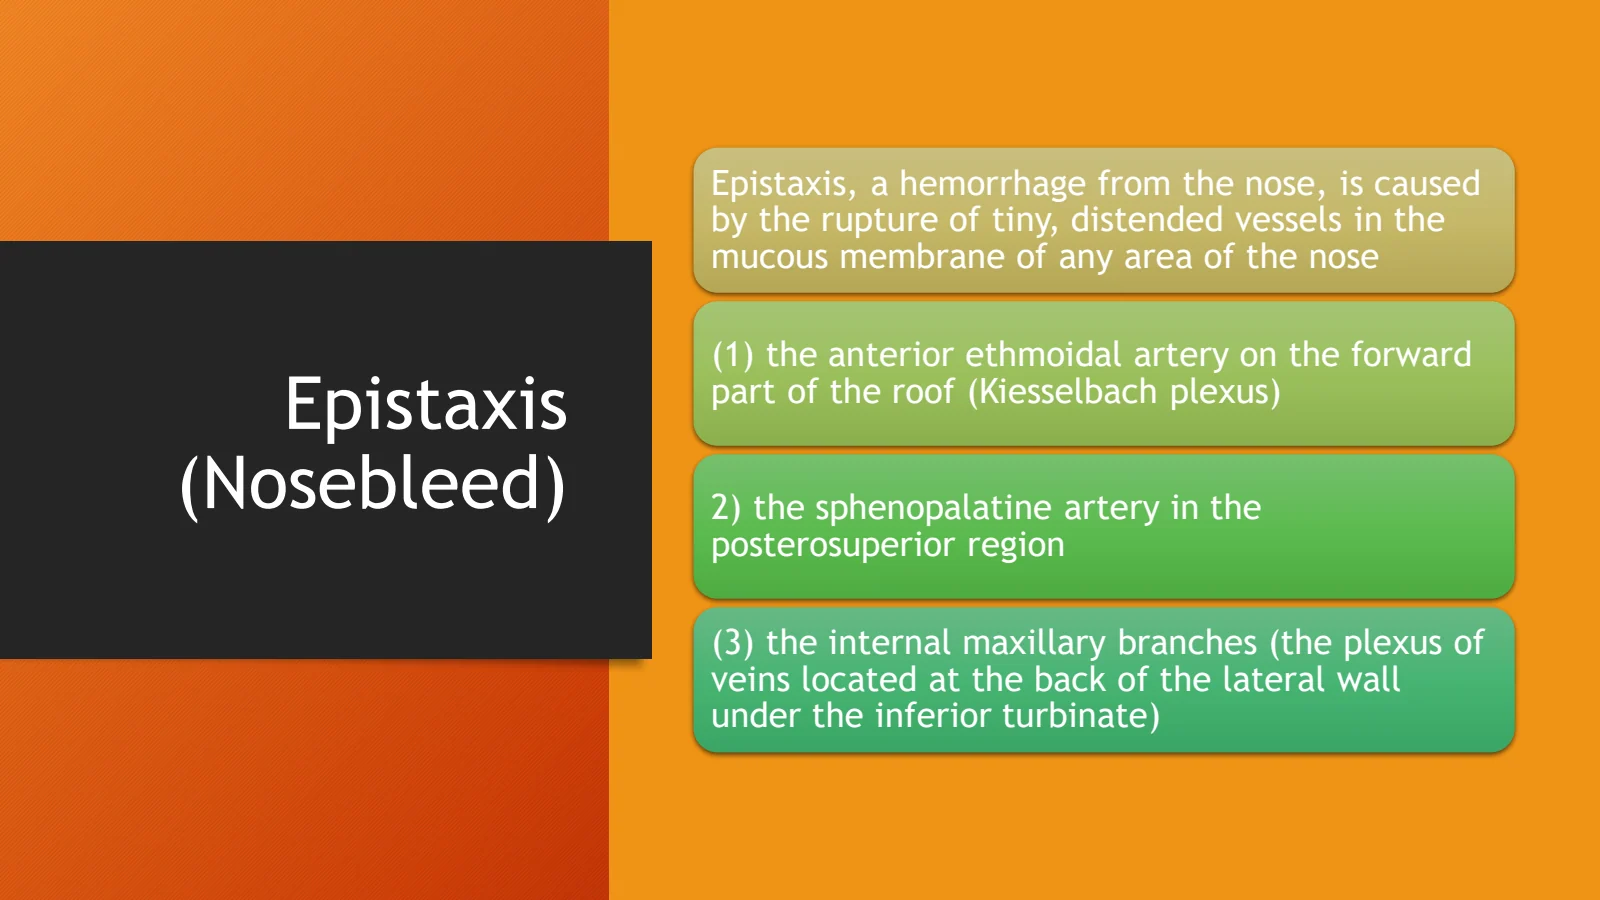 Epistaxis
(Nosebleed)
Epistaxis, a hemorrhage from the nose, is caused
by the rupture of tiny, distended vessels in the
mucous membrane of any area of the nose
(1) the anterior ethmoidal artery on the forward
part of the roof (Kiesselbach plexus)
2) the sphenopalatine artery in the
posterosuperior region
(3) the internal maxillary branches (the plexus of
veins located at the back of the lateral wall
under the inferior turbinate)